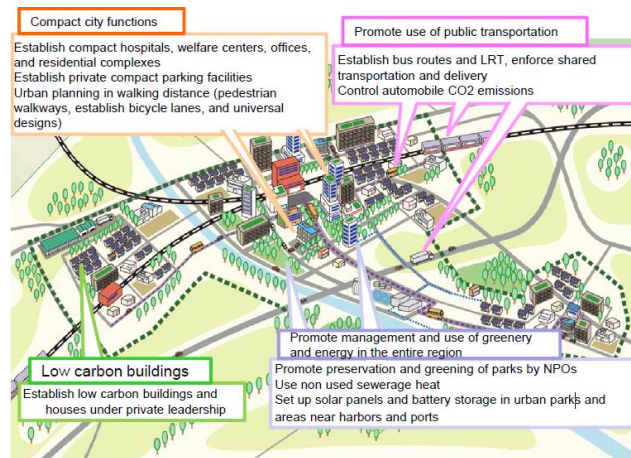 Compact city functions
Establish compact hospitals, welfare centers, offices,
and residential complexes
Establish private compact parking facilities
Urban planning in walking distance (pedestrian
walkways, establish bicycle lanes, and universal
designs)
Promote use of public transportation
Establish bus routes and LRT, enforce shared
transportation and delivery
Control automobile CO2 emissions
Low carbon buildings
Establish low carbon buildings and
houses under private leadership
Promote management and use of greenery
and energy in the entire region
Promote preservation and greening of parks by NPOs
Use non used sewerage heat
Set up solar panels and battery storage in urban parks and
areas near harbors and ports